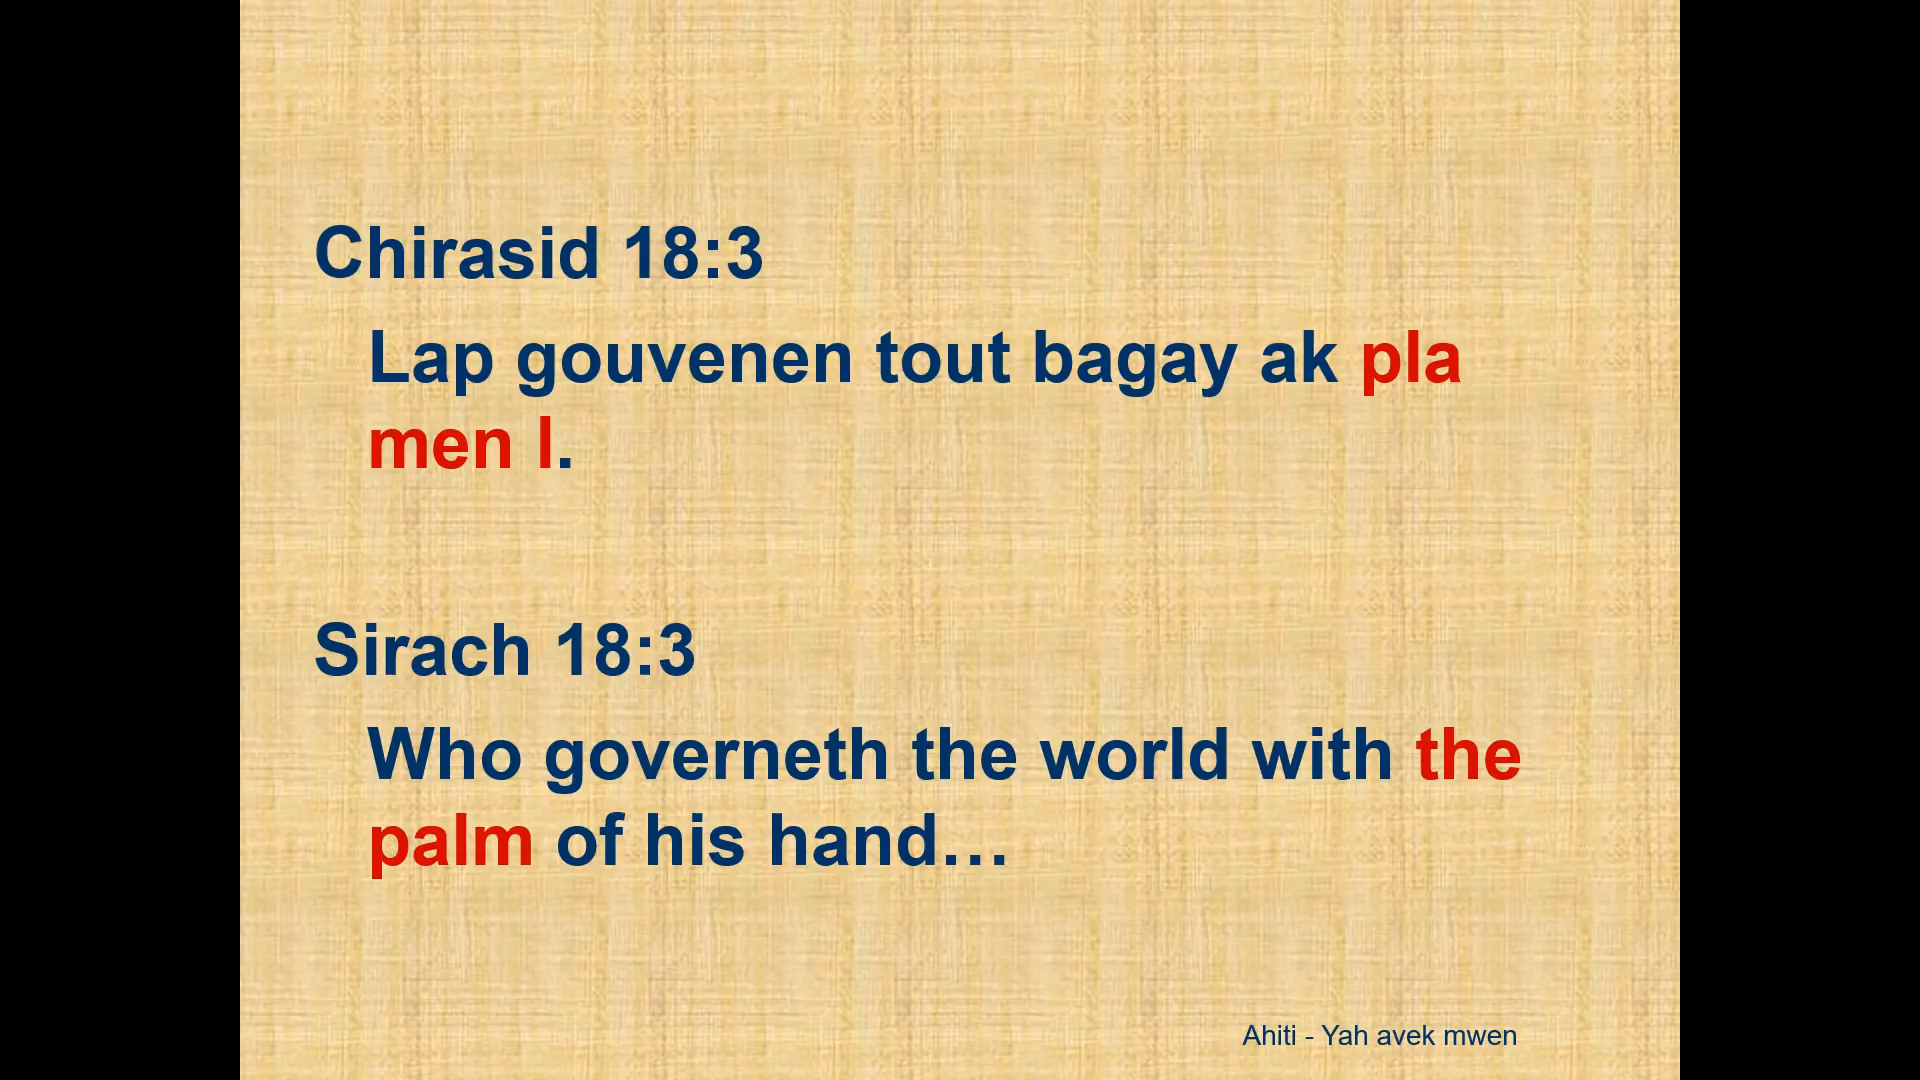 Chirasid 18:3
Lap gouvenen tout bagay ak pla
men l.
Sirach 18:3
Who governeth the world with the
palm of his hand…
Ahiti - Yah avek mwen